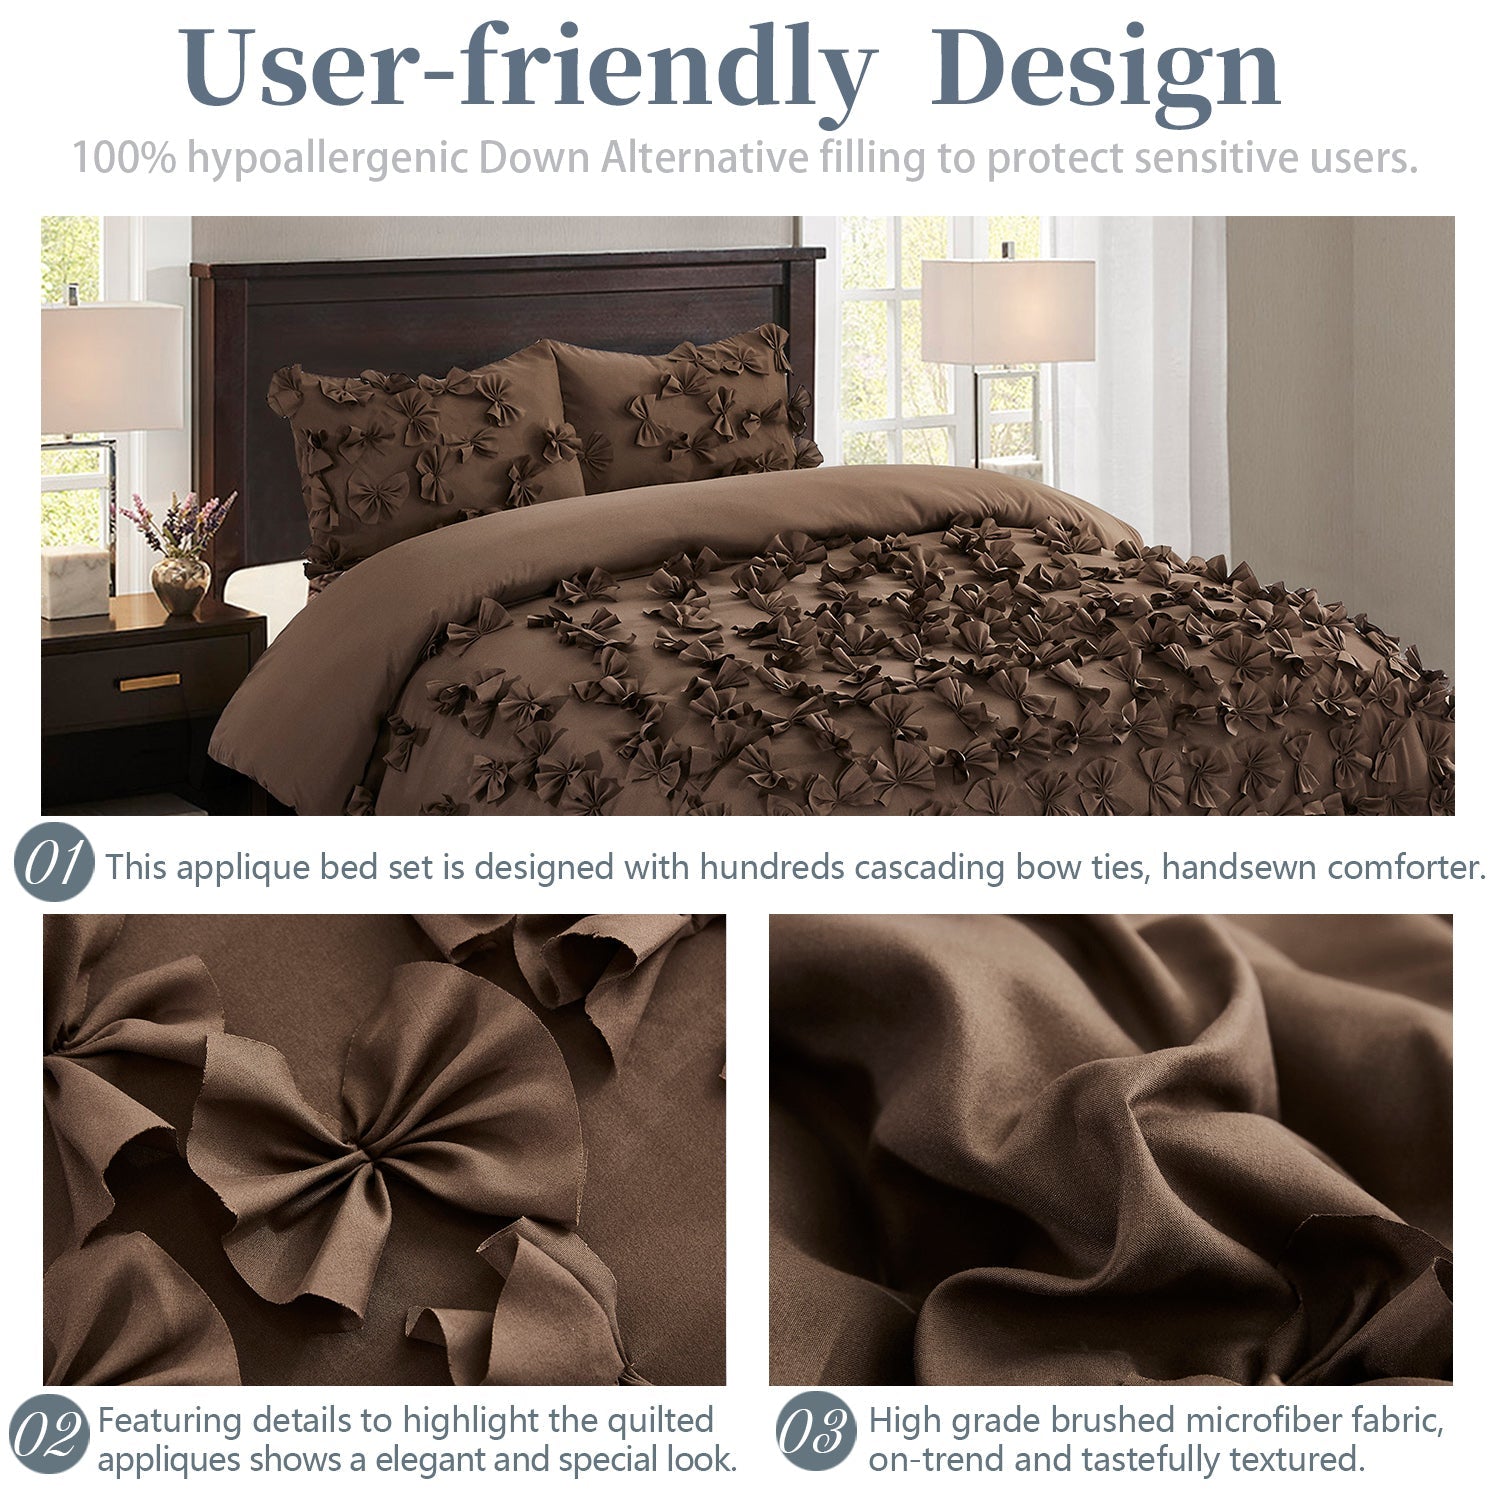 User-friendly Design
100% hypoallergenic Down Alternative filling to protect sensitive users.
01 This applique bed set is designed with hundreds cascading bow ties, handsewn comforter.
02 Featuring details to highlight the quilted
appliques shows a elegant and special look.
03 High grade brushed microfiber fabric,
on-trend and tastefully textured.